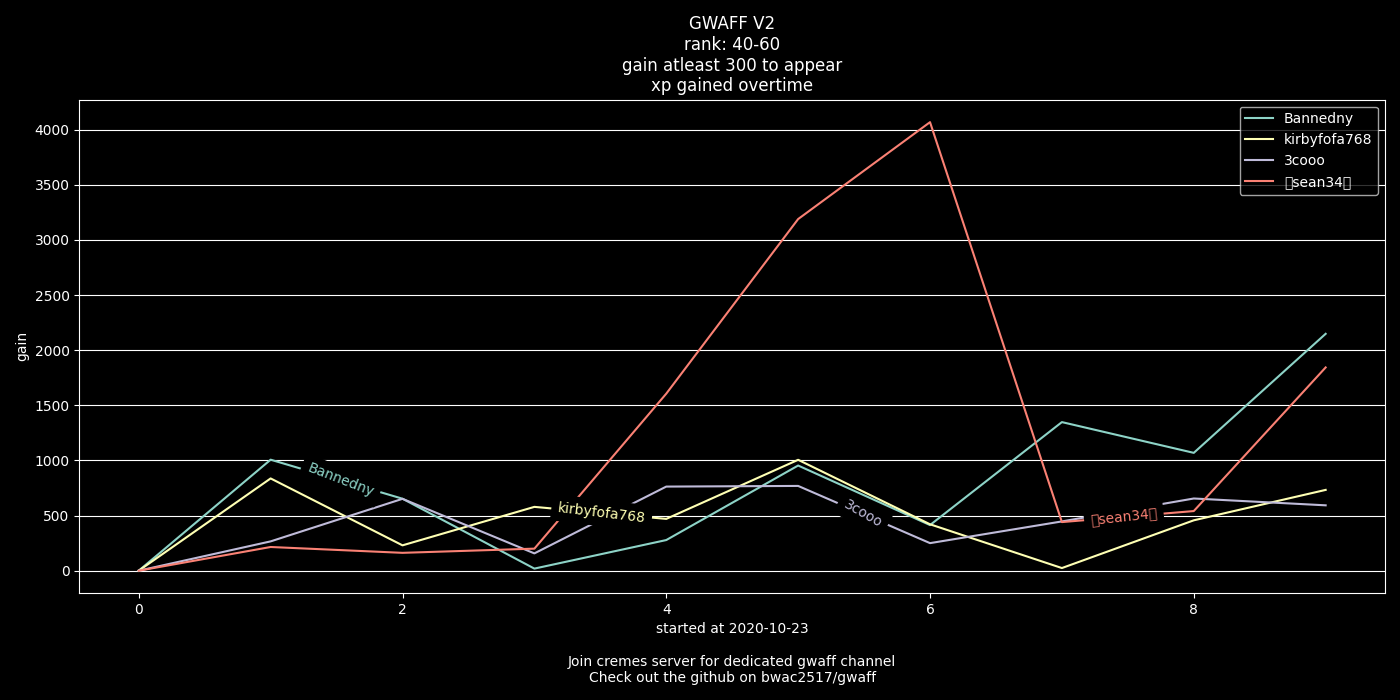 GWAFF V2
rank: 40-60
gain atleast 300 to appear
xp gained overtime
4000
3500
3000
2500
2000
1500
1000
500
0
gain
Bannedny
kirbyfofa768
3cooo
sean34
Bannedny
kirbyfofa768
3cooo
sean34
0 2 4 6 8
started at 2020-10-23
Join cremes server for dedicated gwaff channel
Check out the github on bwac2517/gwaff